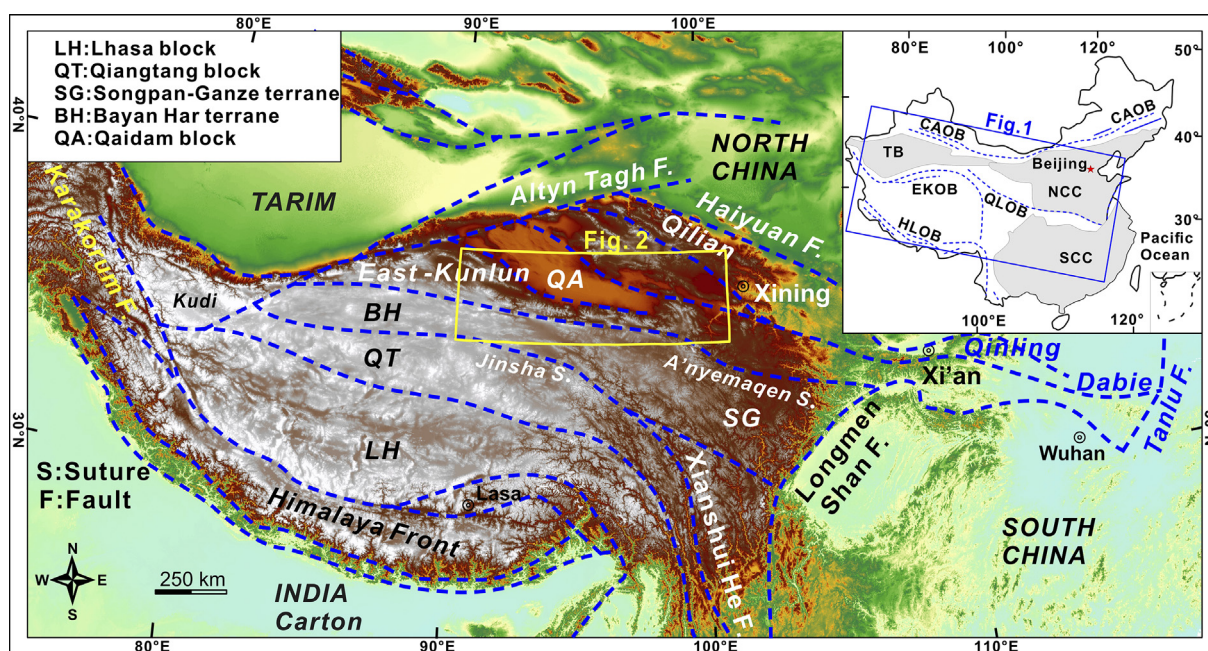 90°E
100°E
LH:Lhasa block
QT:Qiangtang block
SG:Songpan-Ganze terrane
BH:Bayan Har terrane
QA:Qaidam block
40°N
30°N
80°E
100°E
120°E
50°
40°
30°
CAOB
Fig.1
CAOB
TB
Beijing
EKOB
QLOB
NCC
HLOB
SCC
Pacific
Ocean
100°E
120°
NORTH
CHINA
TARIM
Altyn Tagh F.
Haiyuan F.
Karakorum F.
Qilian
Fig. 2
East -Kunlun
QA
Xining
Kudi
BH
QT
Jinsha S.
A'nyemaqen S.
SG
LH
Qinling
Xi'an
Dabie
Tanlu F.
Wuhan
Longmen
Shan F.
Xianshui He F.
S:Suture
F:Fault
Lasa
Himalaya Front
SOUTH
CHINA
N
W
E
S
250 km
INDIA
Carton
80°E
90°E
100°E
110°E